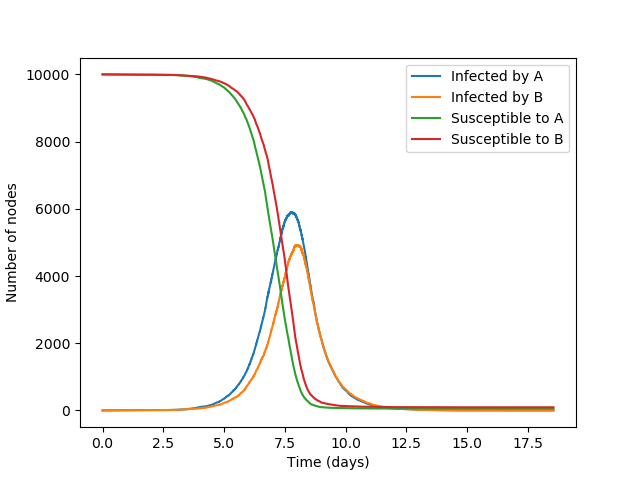 Number of nodes
10000
8000
6000
4000
2000
0
Infected by A
Infected by B
Susceptible to A
Susceptible to B
0.0 2.5 5.0 7.5 10.0 12.5 15.0 17.5
Time (days)